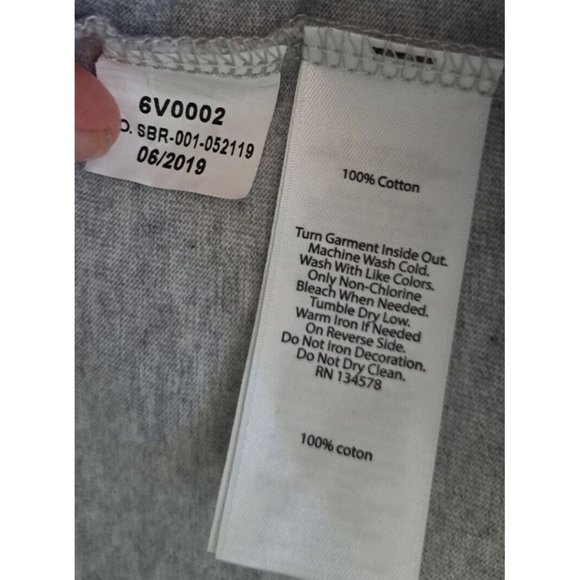 6V0002
O. SBR-001-052119
06/2019
100% Cotton
Turn Garment Inside Out.
Machine Wash Cold.
Wash With Like Colors.
Only Non-Chlorine
Bleach When Needed.
Tumble Dry Low.
Warm Iron If Needed
On Reverse Side.
Do Not Iron Decoration.
Do Not Dry Clean.
RN 134578
100% coton